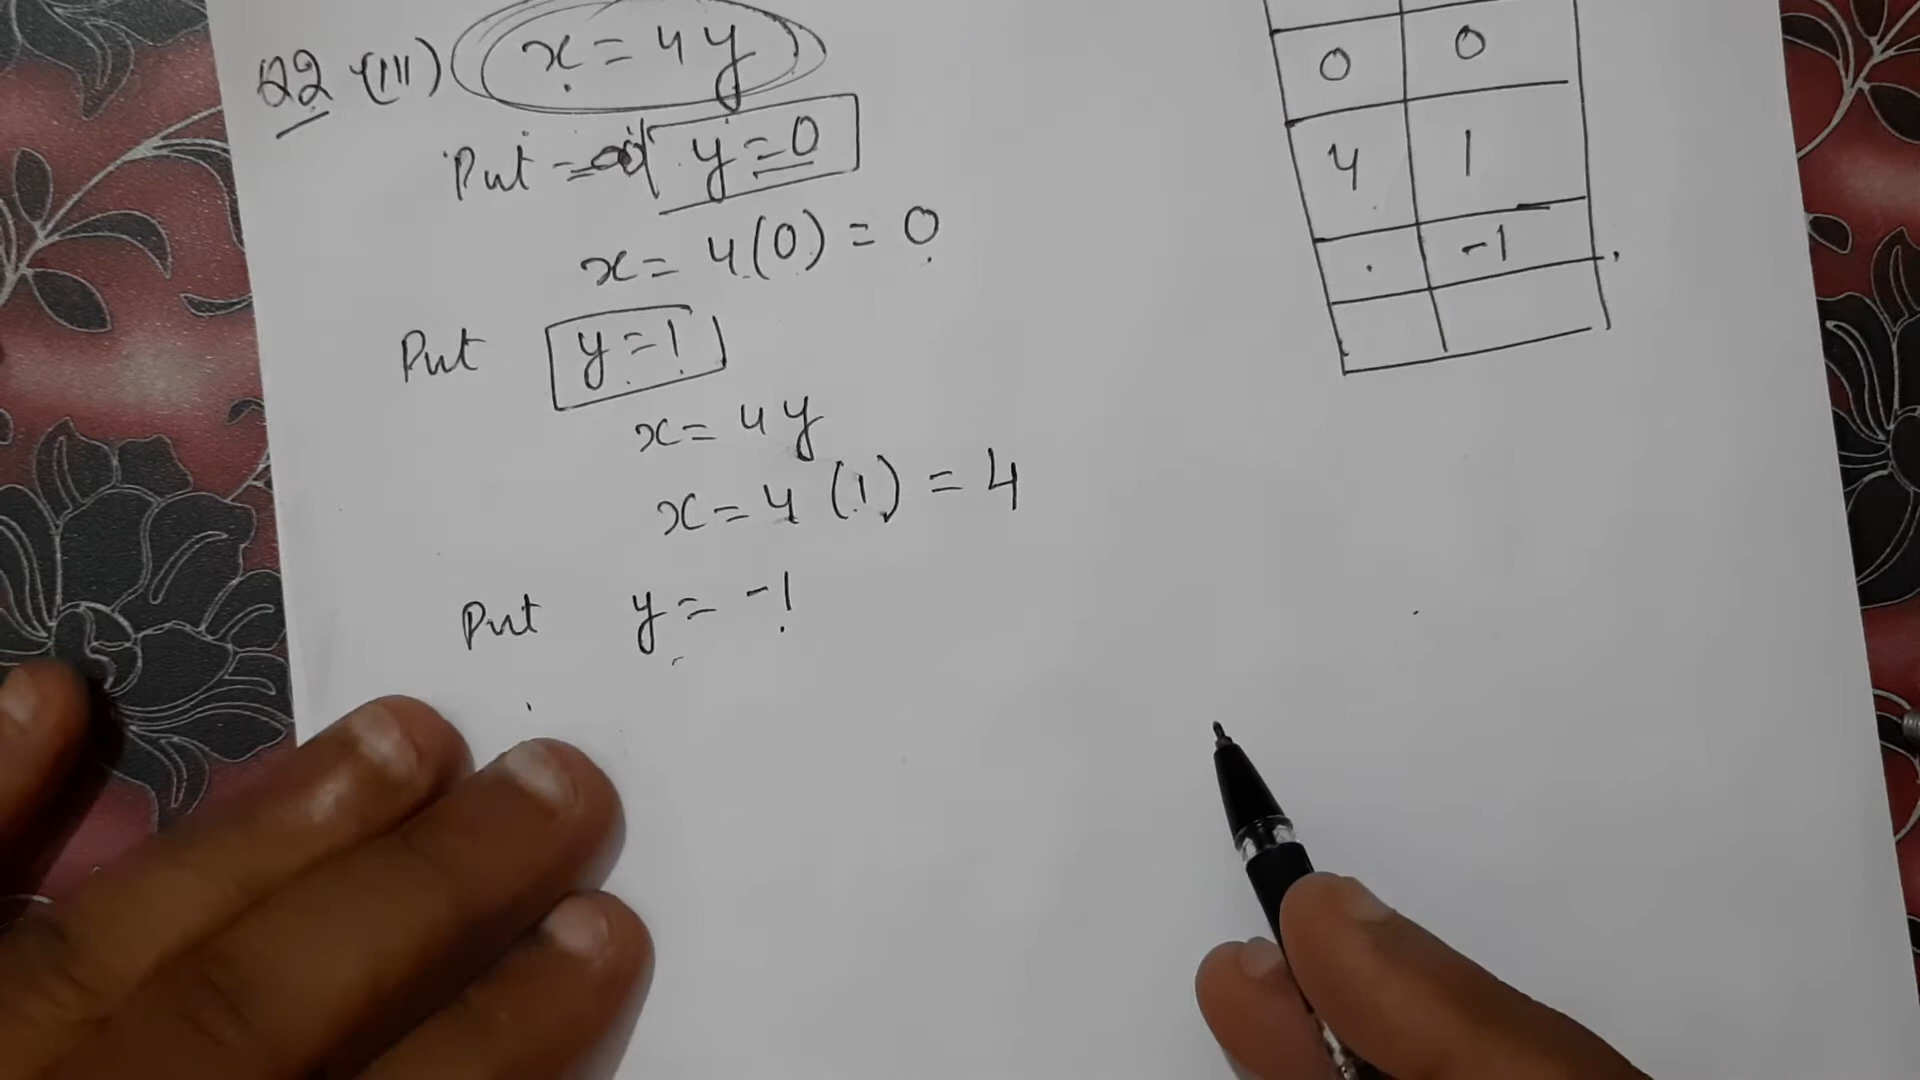 Q2 (III) x = 4y
Put = y = 0
x = 4(0) = 0
Put y = 1
x = 4y
x = 4(1) = 4
Put y = -1
0 0
4 1
-1